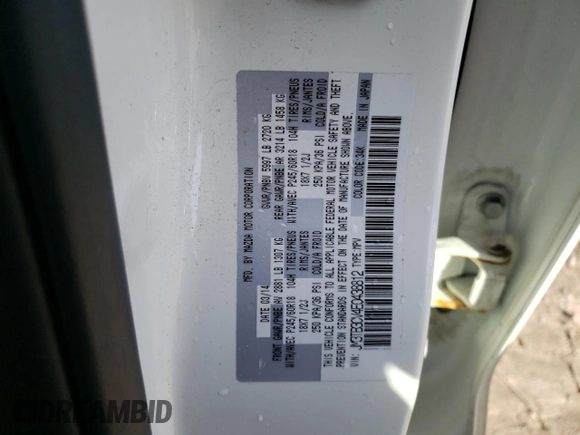 MFD. BY MAZDA MOTOR CORPORATION
DATE 03/14 GVWR/PNBV 5997 LB 2720 KG
FRONT GAWR/PNBE AV 2881 LB 1307 KG REAR GAWR/PNBE AR 3214 LB 1458 KG
WITH/AVEC P245/60R18 104H TIRES/PNEUS WITH/AVEC P245/60R18 104H TIRES/PNEUS
18X7 1/2J RIMS/JANTES 18X7 1/2J RIMS/JANTES
250 KPA/36 PSI COLD/A FROID 250 KPA/36 PSI COLD/A FROID
THIS VEHICLE CONFORMS TO ALL APPLICABLE FEDERAL MOTOR VEHICLE SAFETY AND THEFT
PREVENTION STANDARDS IN EFFECT ON THE DATE OF MANUFACTURE SHOWN ABOVE.
VIN: JM3TB3CV4E0438812 TYPE:MPV COLOR CODE:34K MADE IN JAPAN
DREAMBID